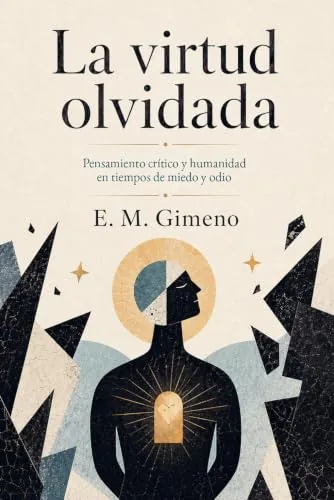 La virtud
olvidada
Pensamiento crítico y humanidad
en tiempos de miedo y odio
E. M. Gimeno